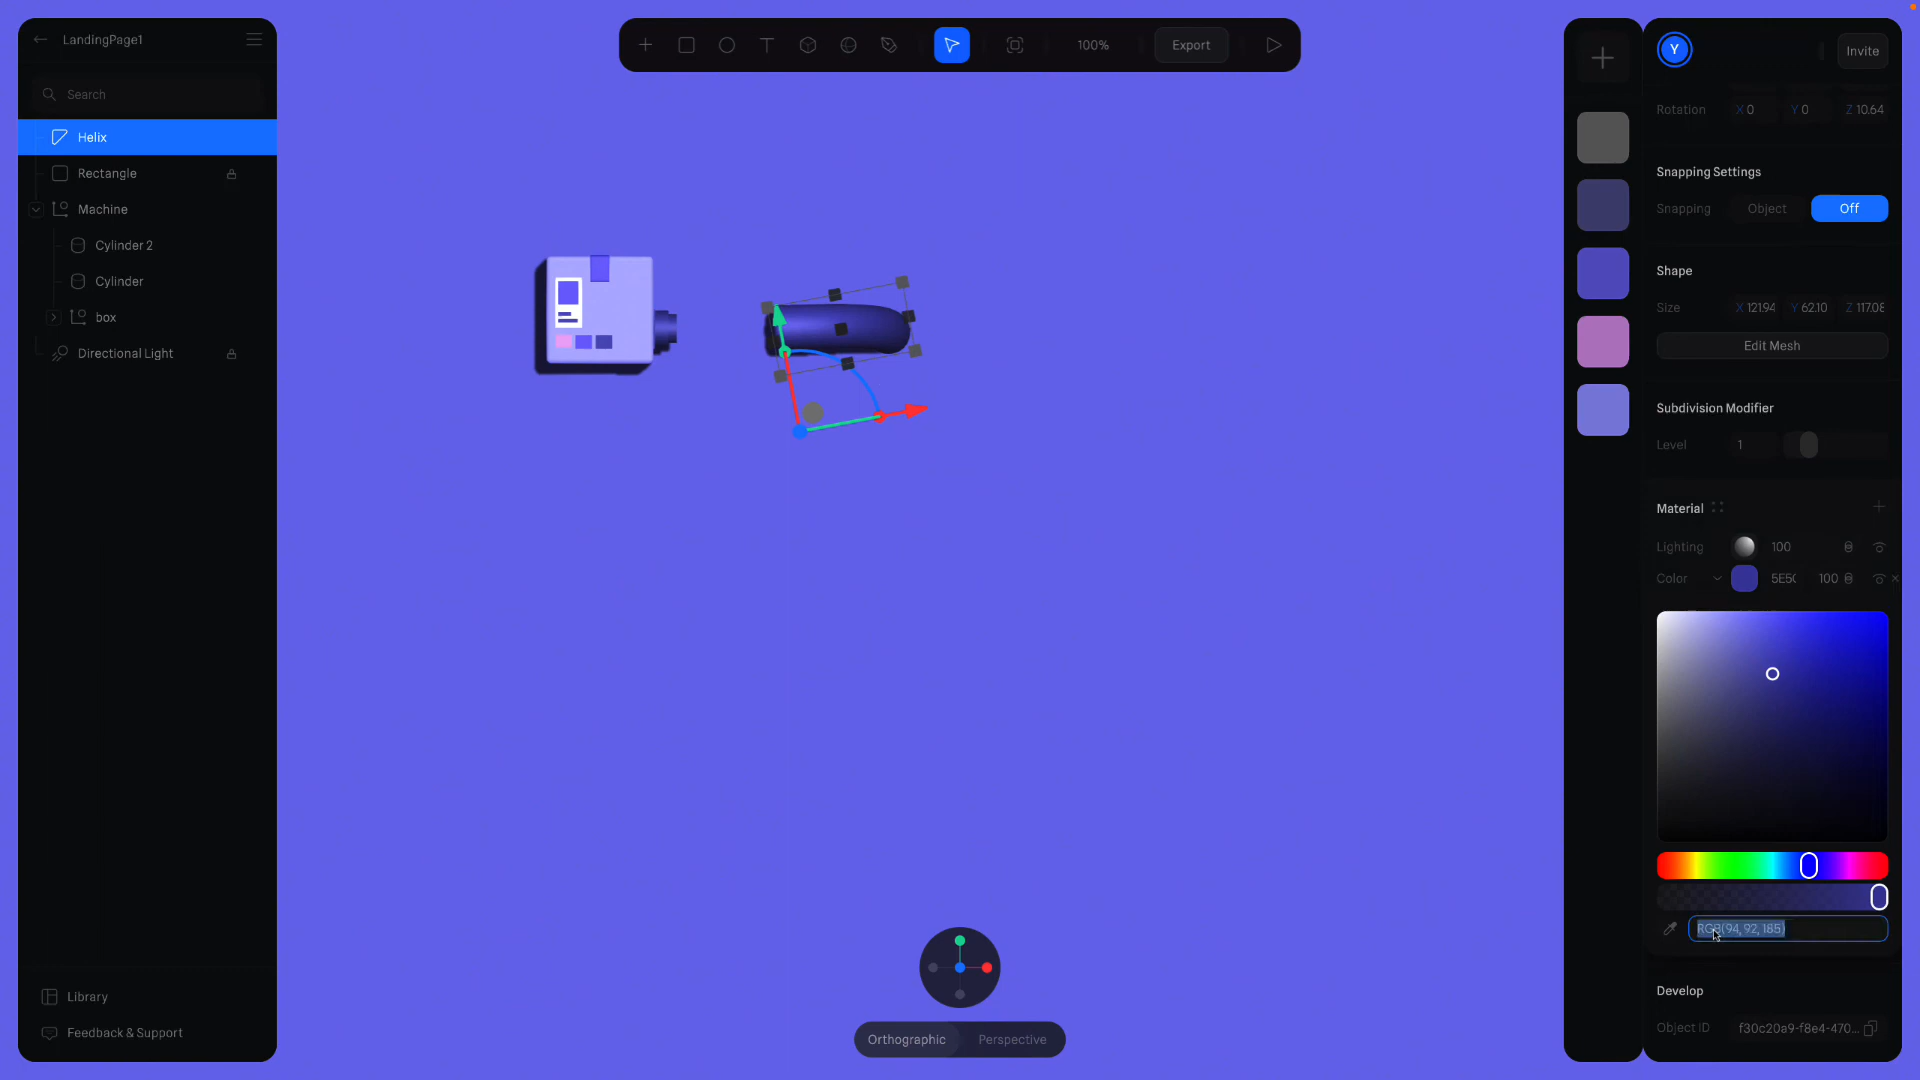 LandingPage1
Search
Helix
Rectangle
Machine
Cylinder 2
Cylinder
box
Directional Light
Library
Feedback & Support
T
100%
Export
Y
Invite
Rotation X 0 Y 0 Z 10.64
Snapping Settings
Snapping Object Off
Shape
Size X 121.94 Y 62.10 Z 117.08
Edit Mesh
Subdivision Modifier
Level 1
Material
Lighting 100
Color 5E5C 100
RGB(94, 92, 185)
Develop
Object ID f30c20a9-f8e4-470...
Orthographic Perspective